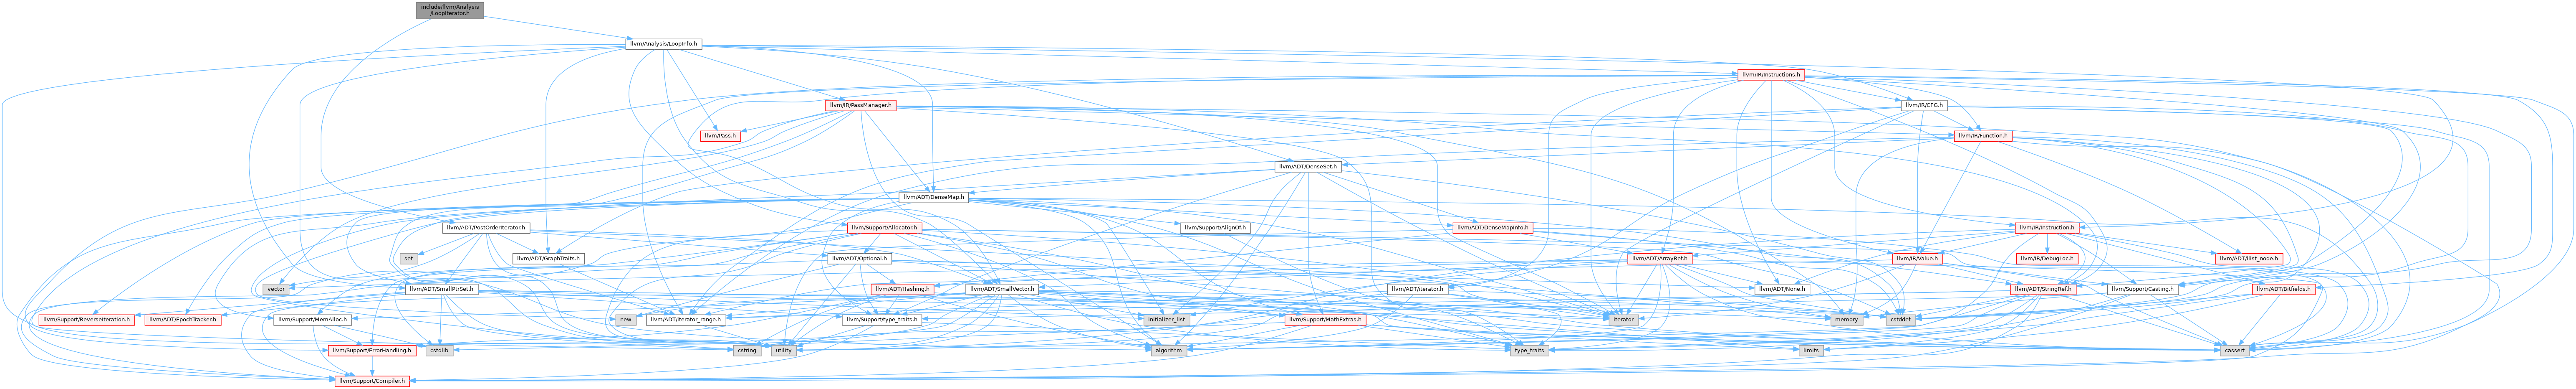 include/llvm/Analysis
/LoopIterator.h
llvm/Analysis/LoopInfo.h
llvm/IR/Instructions.h
llvm/IR/PassManager.h
llvm/IR/CFG.h
llvm/Pass.h
llvm/IR/Function.h
llvm/ADT/DenseSet.h
llvm/ADT/DenseMap.h
llvm/ADT/PostOrderIterator.h
llvm/Support/Allocator.h
llvm/Support/AlignOf.h
llvm/ADT/DenseMapInfo.h
llvm/IR/Instruction.h
set
llvm/ADT/GraphTraits.h
llvm/ADT/Optional.h
llvm/ADT/ArrayRef.h
llvm/IR/Value.h
llvm/IR/DebugLoc.h
llvm/ADT/ilist_node.h
vector
llvm/ADT/SmallPtrSet.h
llvm/ADT/Hashing.h
llvm/ADT/SmallVector.h
llvm/ADT/iterator.h
llvm/ADT/None.h
llvm/ADT/StringRef.h
llvm/Support/Casting.h
llvm/ADT/Bitfields.h
llvm/Support/ReverseIteration.h
llvm/ADT/EpochTracker.h
llvm/Support/MemAlloc.h
new
llvm/ADT/iterator_range.h
llvm/Support/type_traits.h
initializer_list
llvm/Support/MathExtras.h
iterator
memory
cstddef
llvm/Support/ErrorHandling.h
cstdlib
cstring
utility
algorithm
type_traits
limits
cassert
llvm/Support/Compiler.h